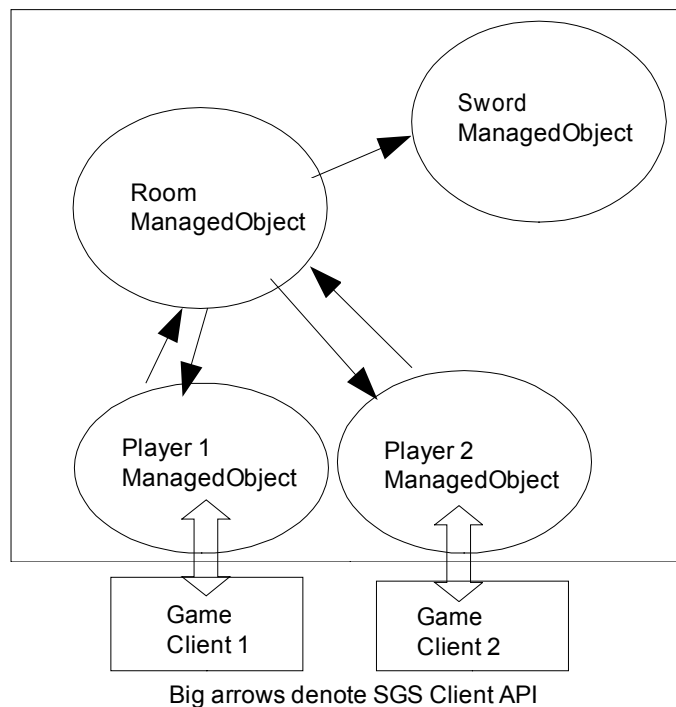 Sword
ManagedObject
Room
ManagedObject
Player 1
ManagedObject
Player 2
ManagedObject
Game
Client 1
Game
Client 2
Big arrows denote SGS Client API